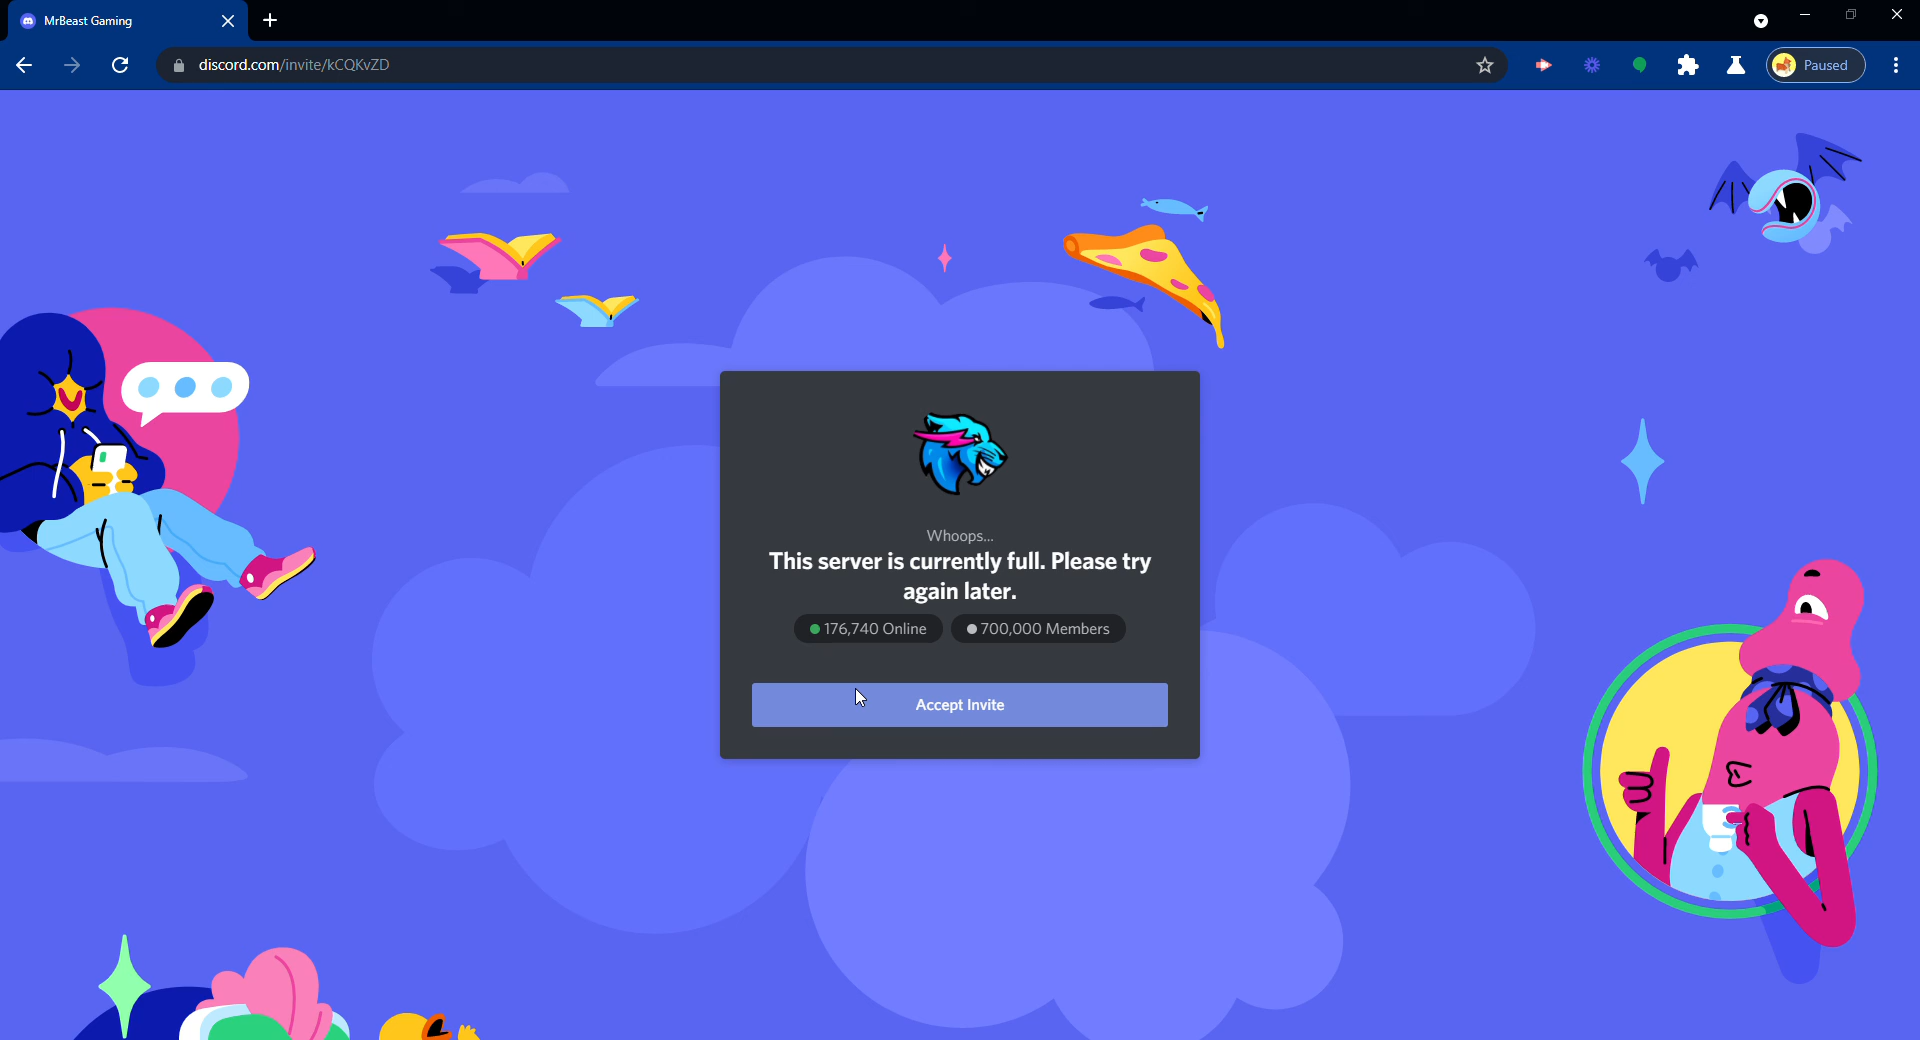 MrBeast Gaming
discord.com/invite/kCQKvZD
Paused
Whoops...
This server is currently full. Please try
again later.
176,740 Online 700,000 Members
Accept Invite